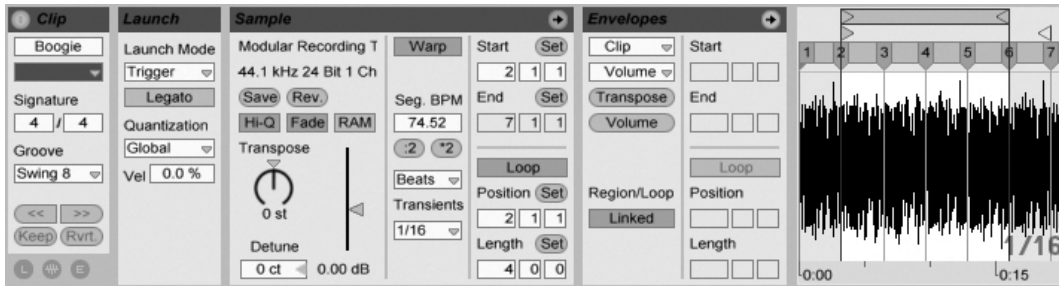 Clip
Boogie
Signature
4 / 4
Groove
Swing 8
<< >>
Keep Rvrt.
L E
Launch
Launch Mode
Trigger
Legato
Quantization
Global
Vel 0.0 %
Sample
Modular Recording T
44.1 kHz 24 Bit 1 Ch
Save Rev.
Hi-Q Fade RAM
Transpose
0 st
Detune
0 ct 0.00 dB
Warp
Seg. BPM
74.52
:2 *2
Beats
Transients
1/16
Start Set
2 1 1
End Set
7 1 1
Loop
Position Set
2 1 1
Length Set
4 0 0
Envelopes
Clip
Volume
Transpose
Volume
Region/Loop
Linked
Start
End
Loop
Position
Length
1 2 3 4 5 6 7
1/16
0:00 0:15